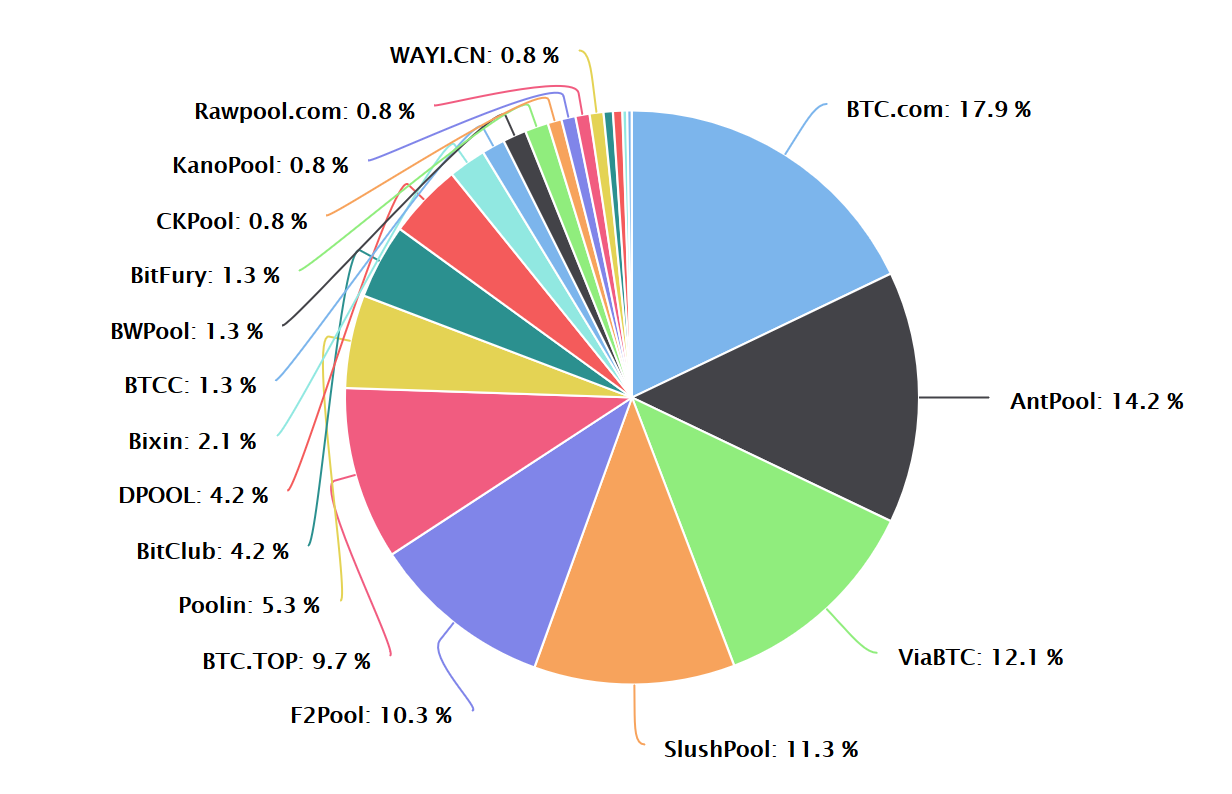 WAYI.CN: 0.8 %
BTC.com: 17.9 %
Rawpool.com: 0.8 %
KanoPool: 0.8 %
CKPool: 0.8 %
BitFury: 1.3 %
BWPool: 1.3 %
BTCC: 1.3 %
AntPool: 14.2 %
Bixin: 2.1 %
DPOOL: 4.2 %
BitClub: 4.2 %
Poolin: 5.3 %
ViaBTC: 12.1 %
BTC.TOP: 9.7 %
F2Pool: 10.3 %
SlushPool: 11.3 %